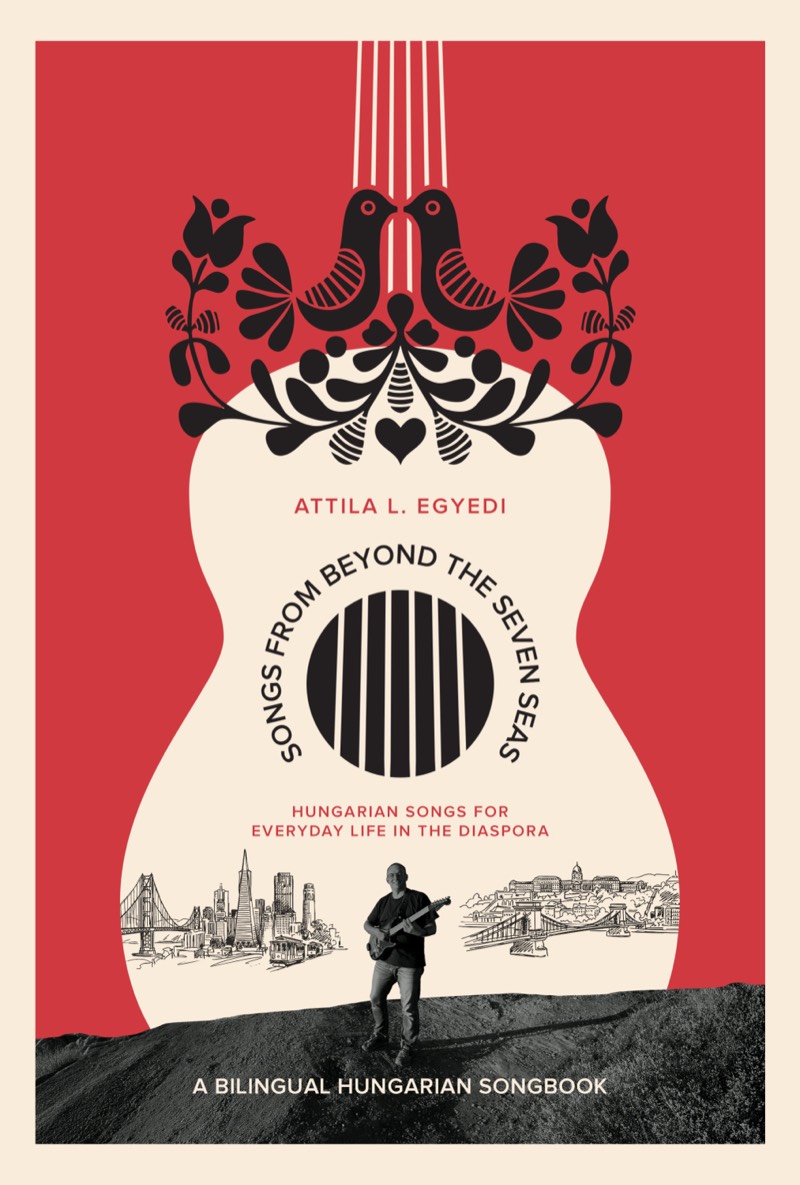 ATTILA L. EGYEDI
SONGS FROM BEYOND THE SEVEN SEAS
HUNGARIAN SONGS FOR
EVERYDAY LIFE IN THE DIASPORA
A BILINGUAL HUNGARIAN SONGBOOK